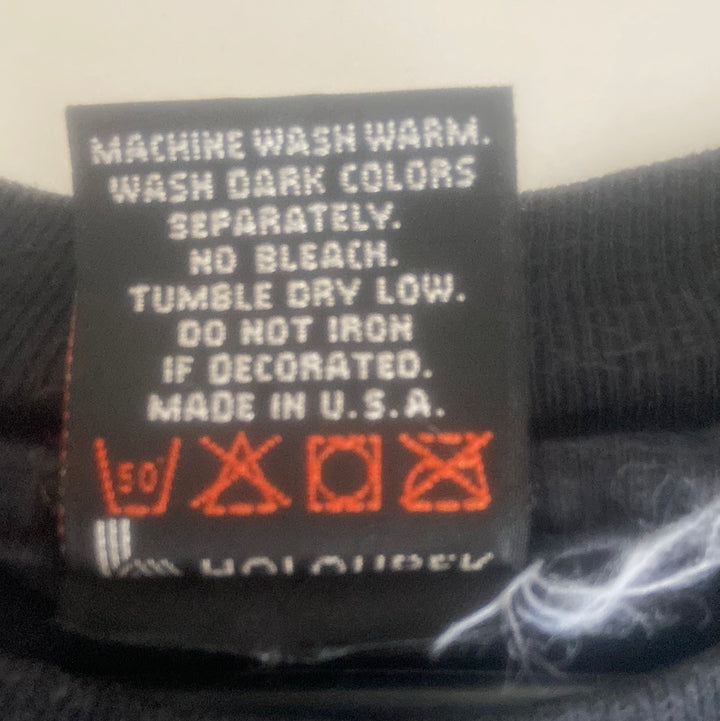 MACHINE WASH WARM.
WASH DARK COLORS
SEPARATELY.
NO BLEACH.
TUMBLE DRY LOW.
DO NOT IRON
IF DECORATED.
MADE IN U.S.A.
50°
HOLOUBEK